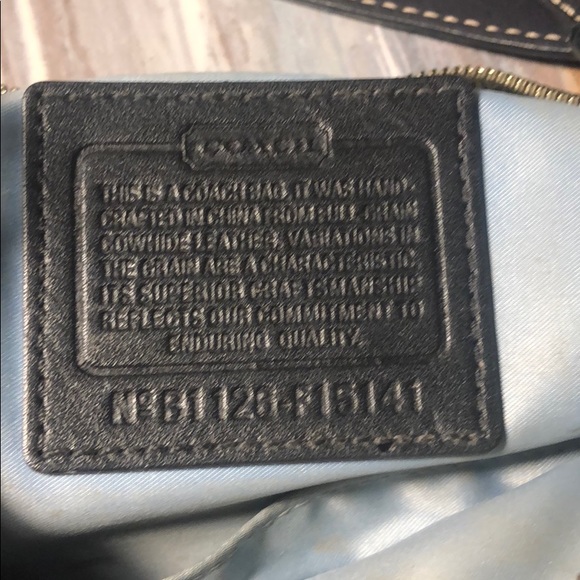 COACH
THIS IS A COACH BAG. IT WAS HAND-
CRAFTED IN CHINA FROM FULL GRAIN
COWHIDE LEATHER. VARIATIONS IN
THE GRAIN ARE A CHARACTERISTIC.
ITS SUPERIOR CRAFTSMANSHIP
REFLECTS OUR COMMITMENT TO
ENDURING QUALITY.
Nº B1123-F15141